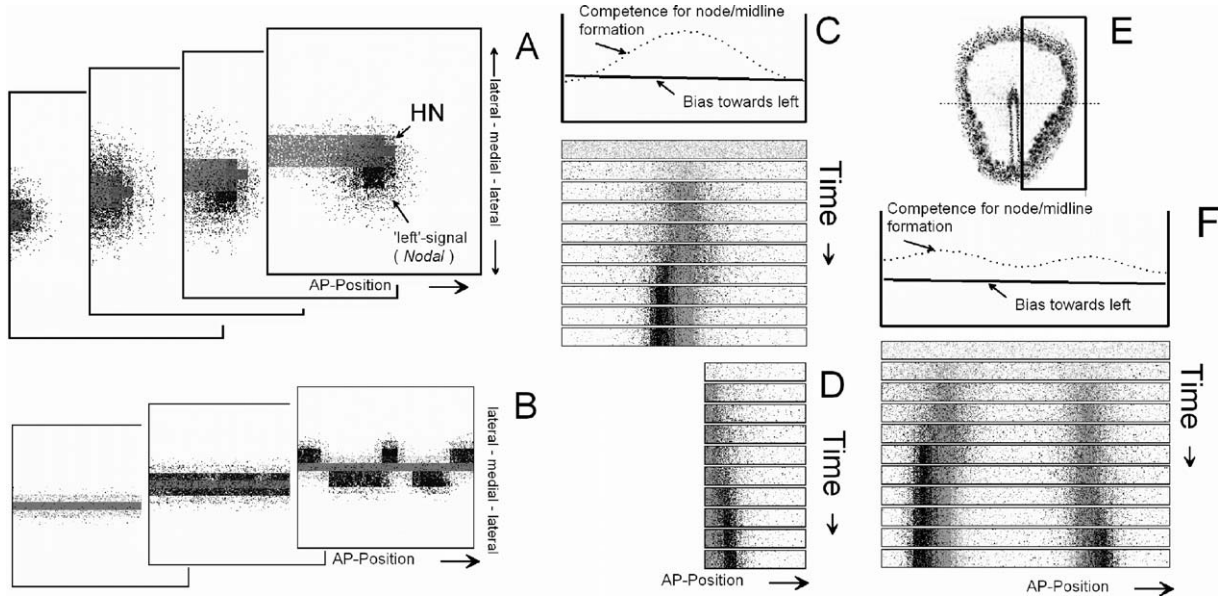 A
HN
'left'-signal
( Nodal )
AP-Position
lateral - medial - lateral
B
AP-Position
lateral - medial - lateral
C
Competence for node/midline
formation
Bias towards left
Time
D
Time
AP-Position
E
F
Competence for node/midline
formation
Bias towards left
Time
AP-Position